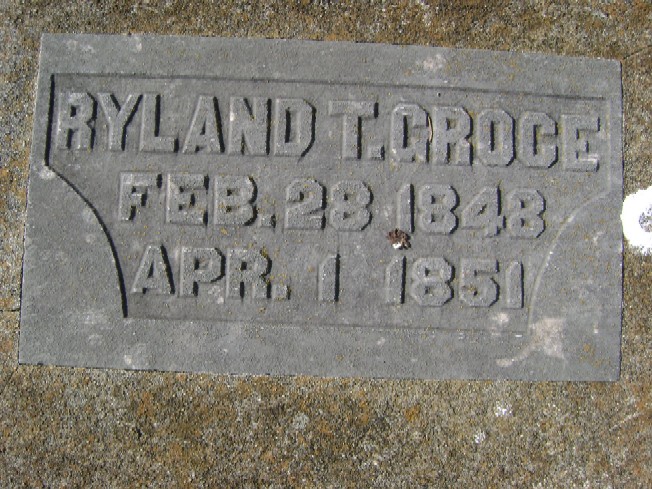 RYLAND T. CROCE
FEB. 28 1848
APR. 1 1851